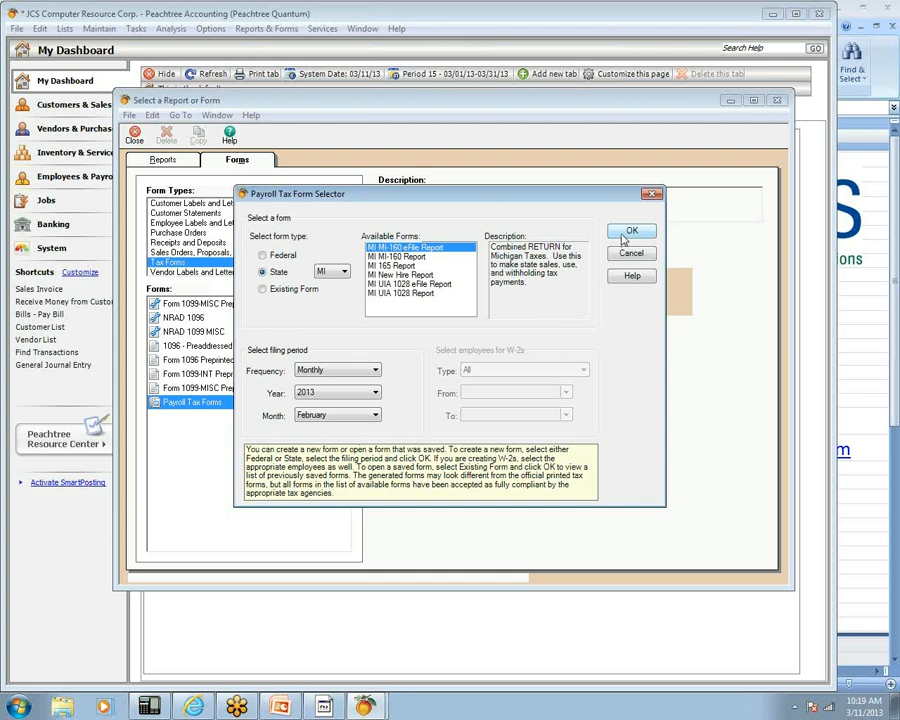 * JCS Computer Resource Corp. - Peachtree Accounting (Peachtree Quantum)
File Edit Lists Maintain Tasks Analysis Options Reports & Forms Services Window Help
My Dashboard
Search Help
GO
My Dashboard
Hide Refresh Print tab System Date: 03/11/13 Period 15 - 03/01/13-03/31/13 Add new tab Customize this page Delete this tab
Customers & Sales
Vendors & Purchas
Inventory & Service
Employees & Payro
Jobs
Banking
System
Shortcuts Customize
Sales Invoice
Receive Money from Custom
Bills - Pay Bill
Customer List
Vendor List
Find Transactions
General Journal Entry
Peachtree
Resource Center
Activate SmartPosting
Select a Report or Form
File Edit Go To Window Help
Close Delete Copy Help
Reports Forms
Form Types:
Customer Labels and Let
Customer Statements
Employee Labels and Let
Purchase Orders
Receipts and Deposits
Sales Orders, Proposals,
Tax Forms
Vendor Labels and Letter
Forms:
Form 1099-MISC Prep
NRAD 1096
NRAD 1099 MISC
1096 - Preaddressed
Form 1096 Preprinted
Form 1099-INT Prepr
Form 1099-MISC Prep
Payroll Tax Forms
Description:
Payroll Tax Form Selector
Select a form
Select form type:
Federal
State MI
Existing Form
Available Forms:
MI MI-160 eFile Report
MI MI-160 Report
MI 165 Report
MI New Hire Report
MI UIA 1028 eFile Report
MI UIA 1028 Report
Description:
Combined RETURN for
Michigan Taxes. Use this
to make state sales, use,
and withholding tax
payments.
OK
Cancel
Help
Select filing period
Frequency: Monthly
Year: 2013
Month: February
Select employees for W-2s
Type: All
From:
To:
You can create a new form or open a form that was saved. To create a new form, select either
Federal or State, select the filing period and click OK. If you are creating W-2s, select the
appropriate employees as well. To open a saved form, select Existing Form and click OK to view a
list of previously saved forms. The generated forms may look different from the official printed tax
forms, but all forms in the list of available forms have been accepted as fully compliant by the
appropriate tax agencies.
Find &
Select
S
ions
m
10:19 AM
3/11/2013